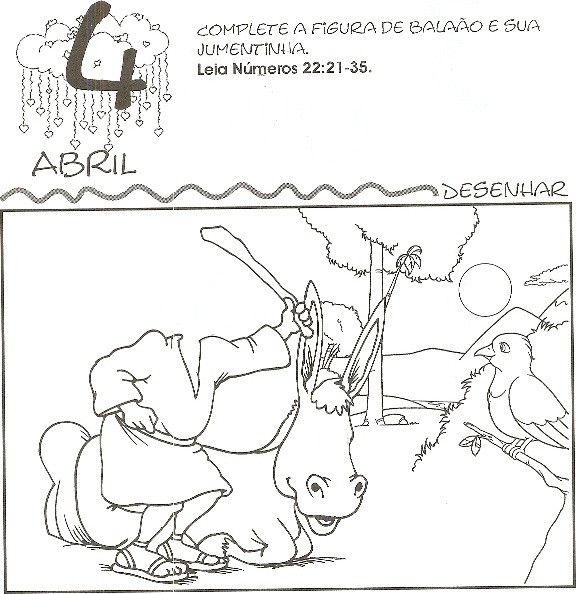 4
ABRIL
COMPLETE A FIGURA DE BALAÃO E SUA
JUMENTINHA.
Leia Números 22:21-35.
DESENHAR